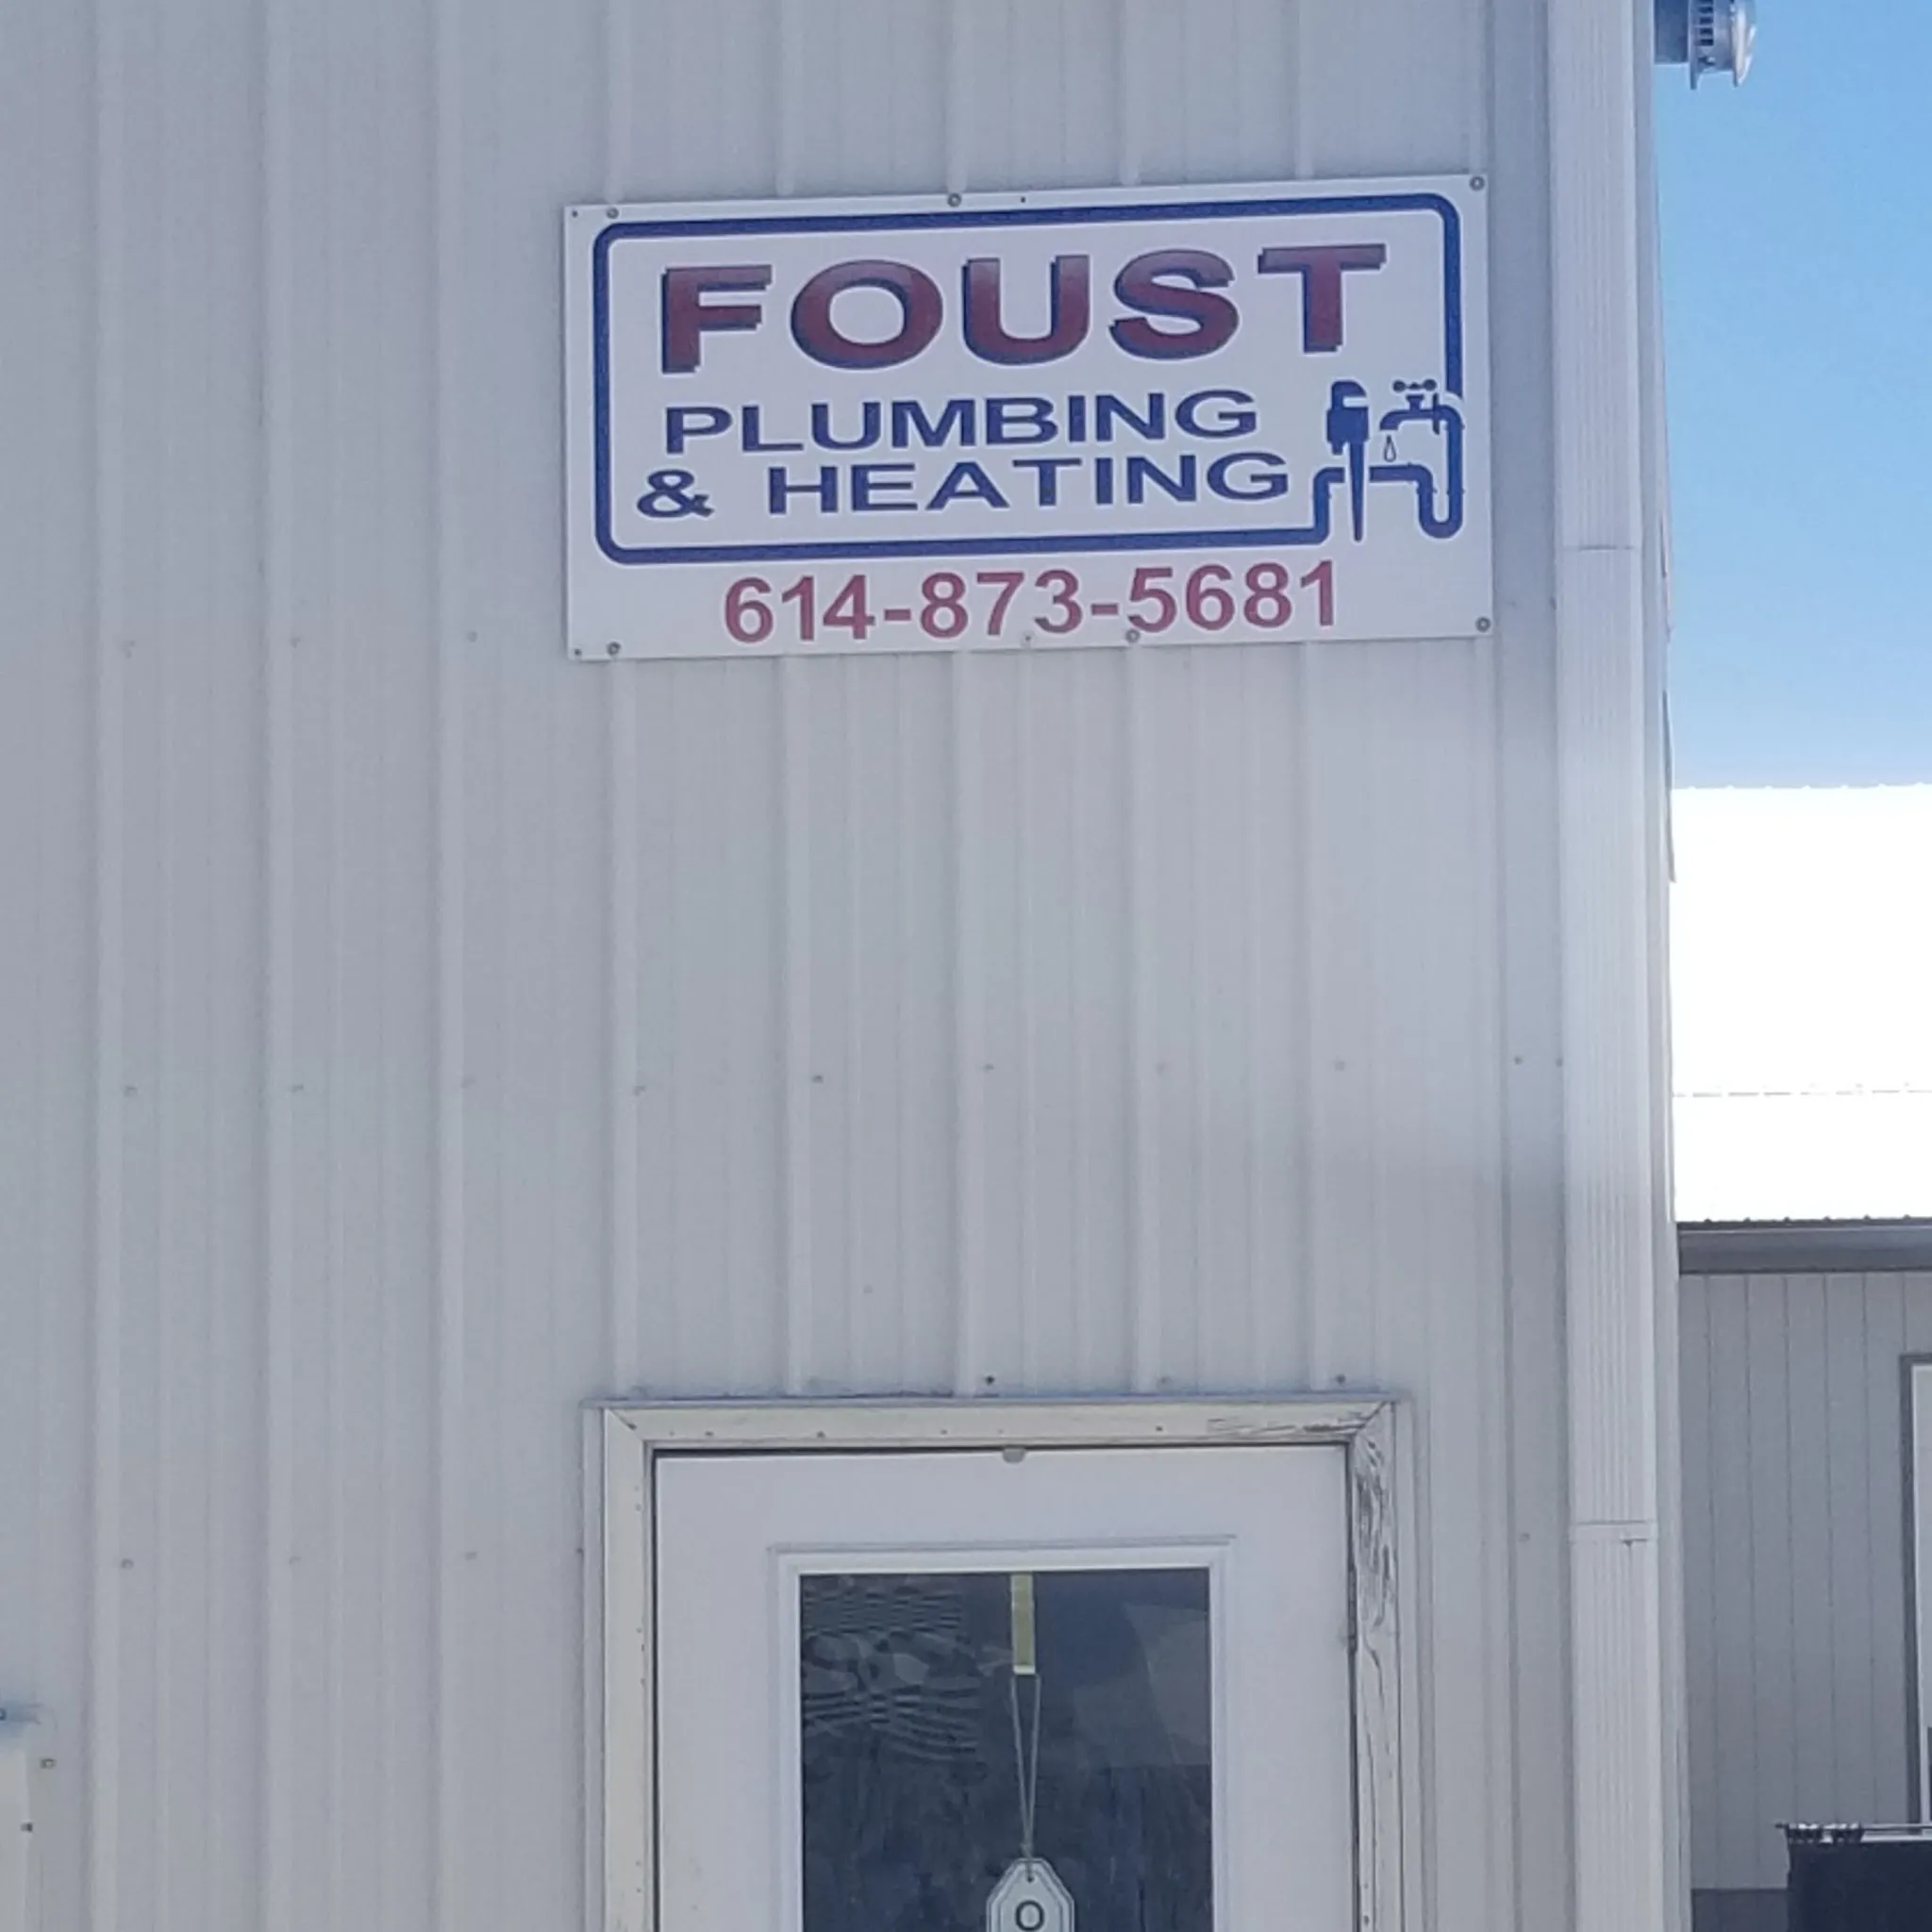 FOUST
PLUMBING
& HEATING
614-873-5681
O